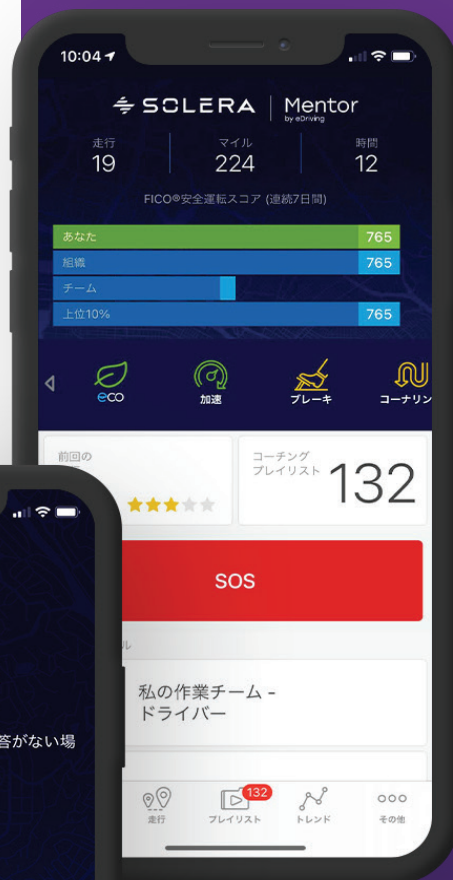 10:04
SOLERA | Mentor
by eDriving
走行
19
マイル
224
時間
12
FICO®安全運転スコア (連続7日間)
あなた 765
組織 765
チーム
上位10% 765
eco
加速
ブレーキ
コーナリン
前回の
コーチング
プレイリスト 132
SOS
ル
私の作業チーム -
ドライバー
答がない場
走行
132
プレイリスト
トレンド
その他